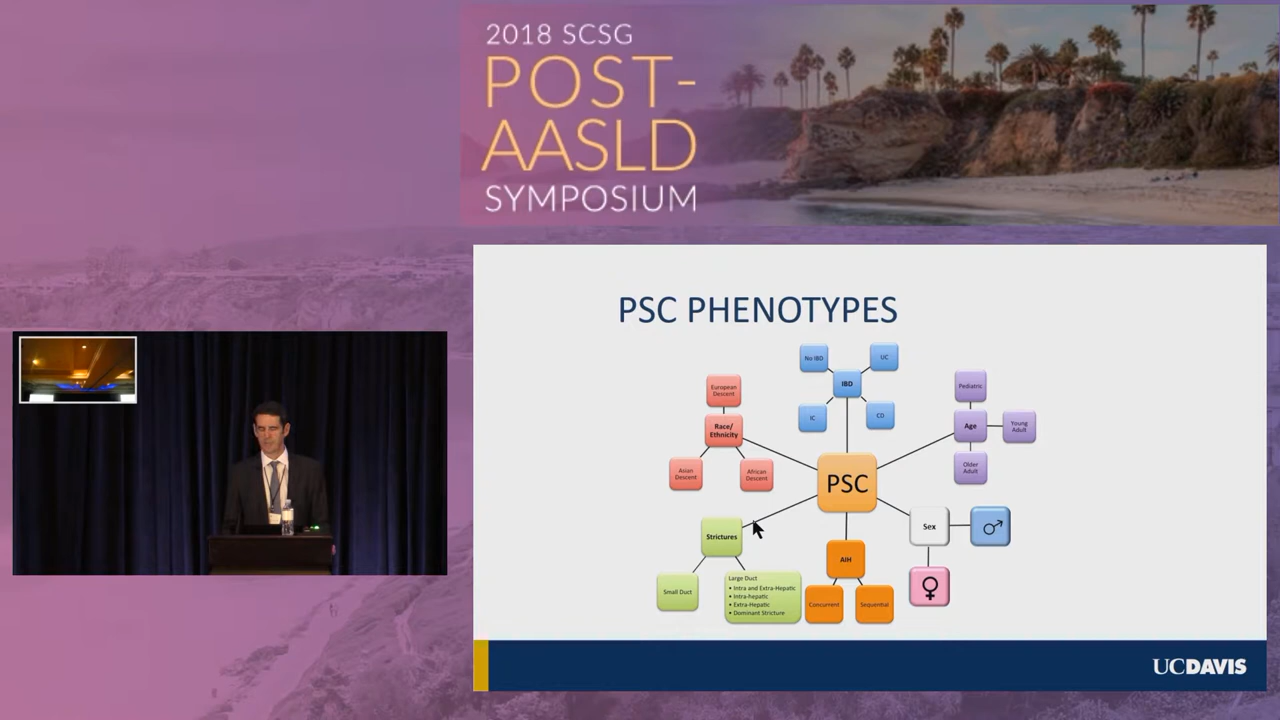 2018 SCSG
POST-
AASLD
SYMPOSIUM
PSC PHENOTYPES
No IBD
UC
IBD
IC
CD
European
Descent
Race/
Ethnicity
Asian
Descent
African
Descent
Pediatric
Age
Young
Adult
Older
Adult
PSC
Sex
♂
♀
Strictures
Small Duct
Large Duct
• Intra and Extra-Hepatic
• Intra-hepatic
• Extra-Hepatic
• Dominant Stricture
AIH
Concurrent
Sequential
UCDAVIS